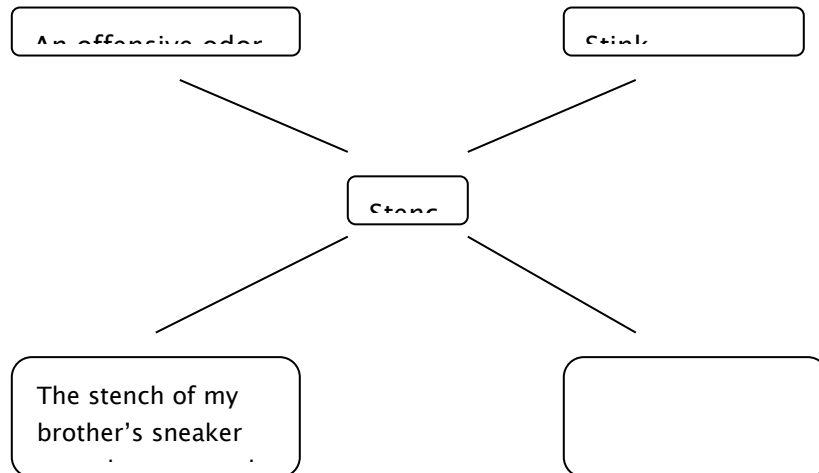 An offensive odor
Stink
Stenc
The stench of my
brother’s sneaker